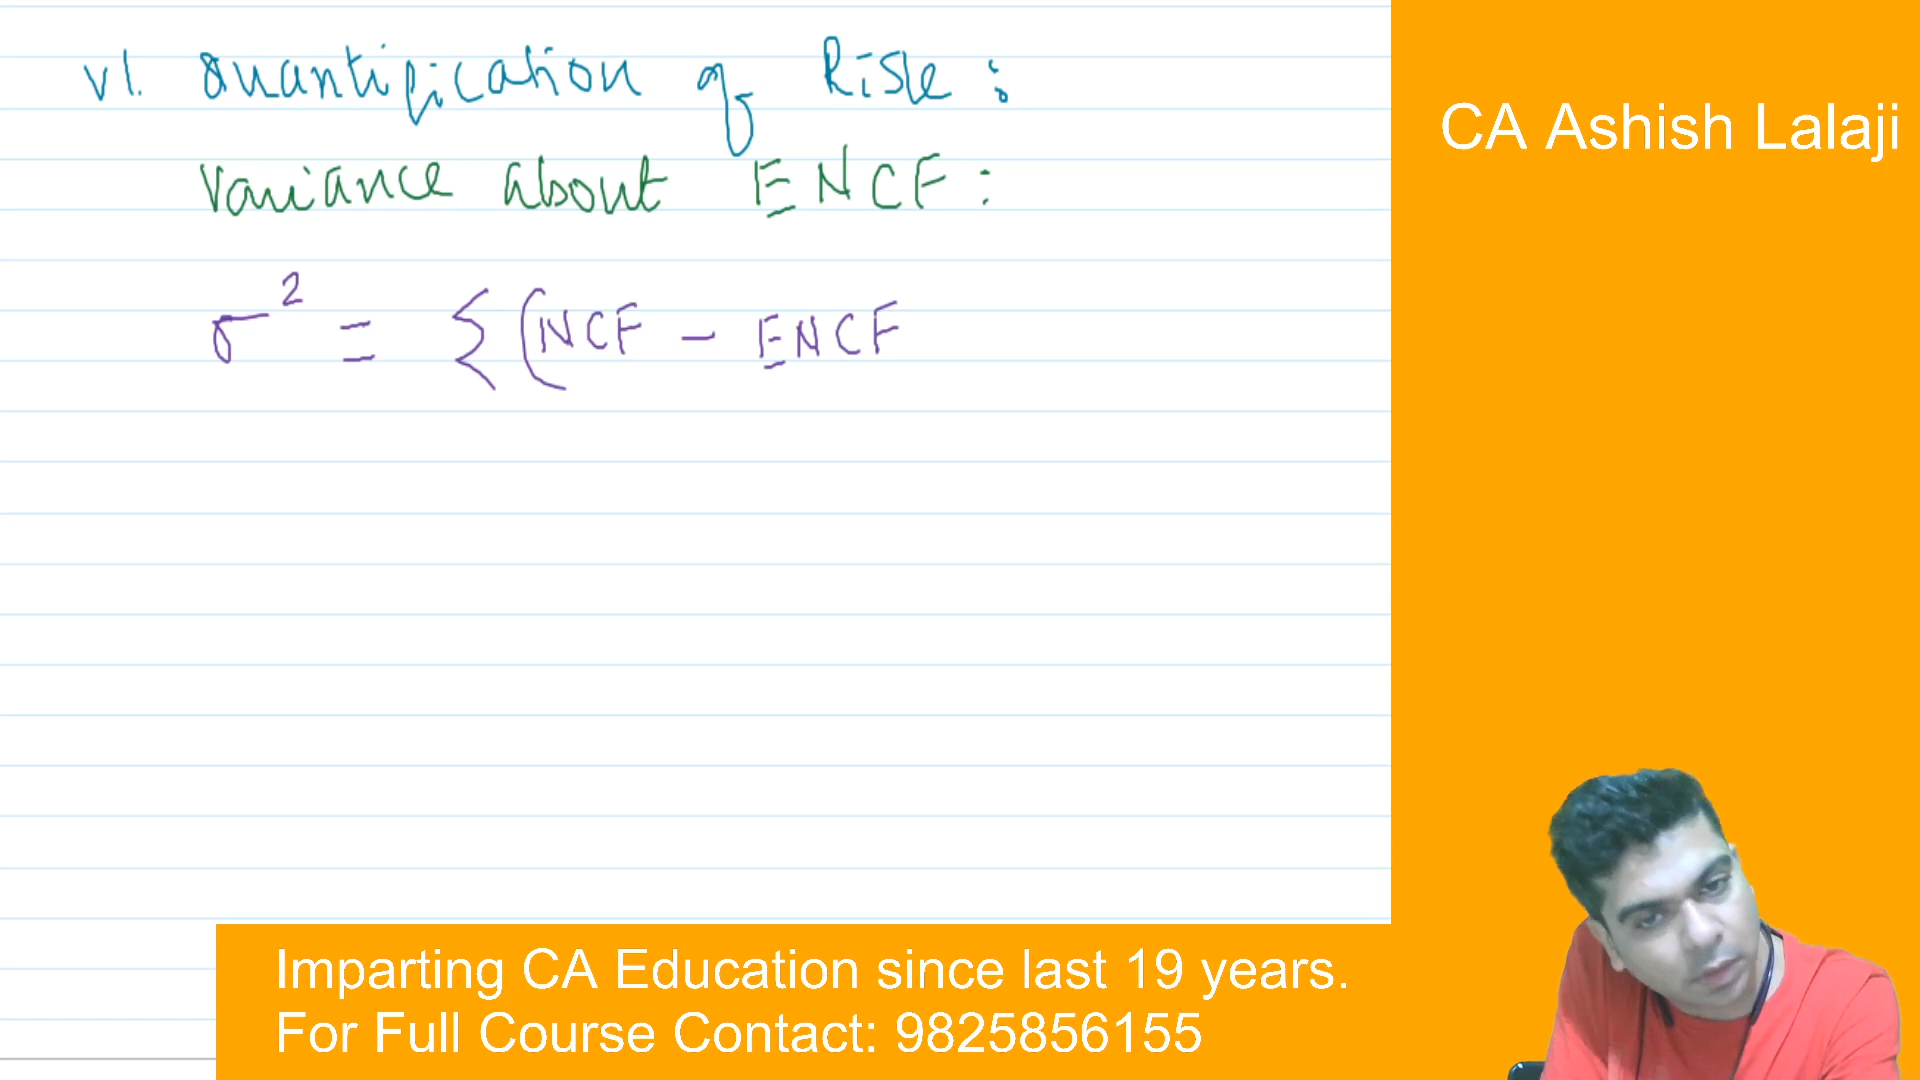 vi. Quantification of Risk :
Variance about ENCF :
σ² = Σ (NCF - ENCF
CA Ashish Lalaji
Imparting CA Education since last 19 years.
For Full Course Contact: 9825856155